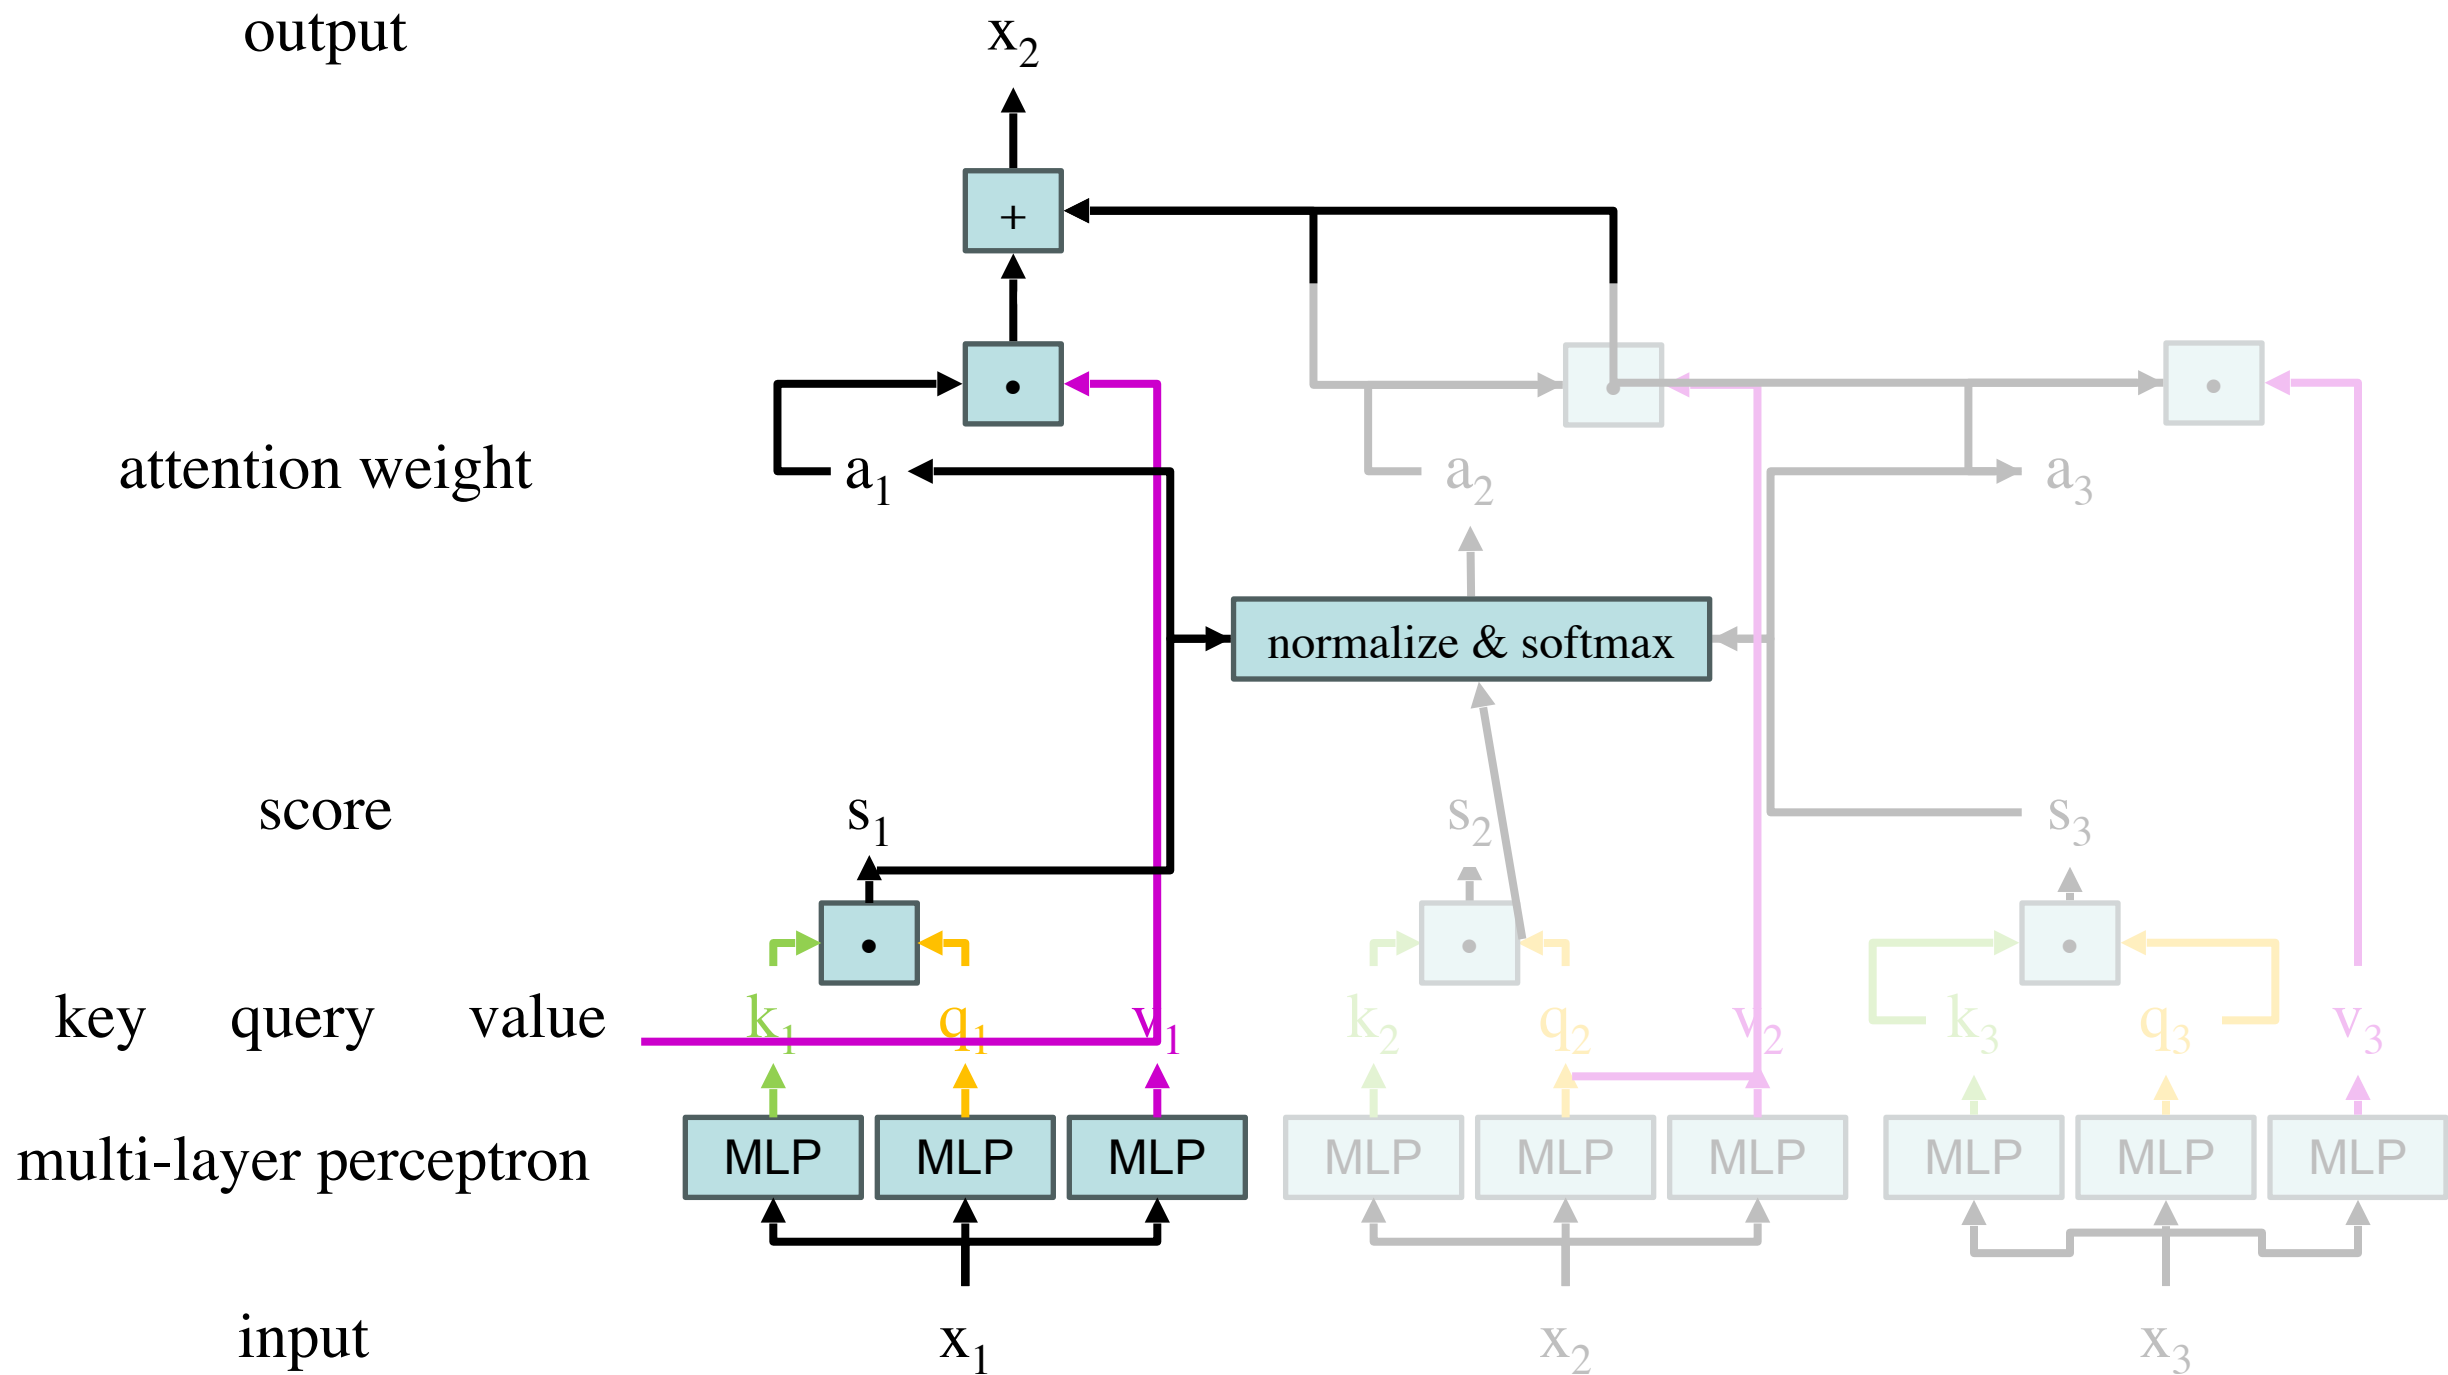 output x₂
+
• • •
attention weight a₁ a₂ a₃
normalize & softmax
score s₁ s₂ s₃
• • •
key query value k₁ q₁ v₁ k₂ q₂ v₂ k₃ q₃ v₃
multi-layer perceptron MLP MLP MLP MLP MLP MLP MLP MLP MLP
input x₁ x₂ x₃